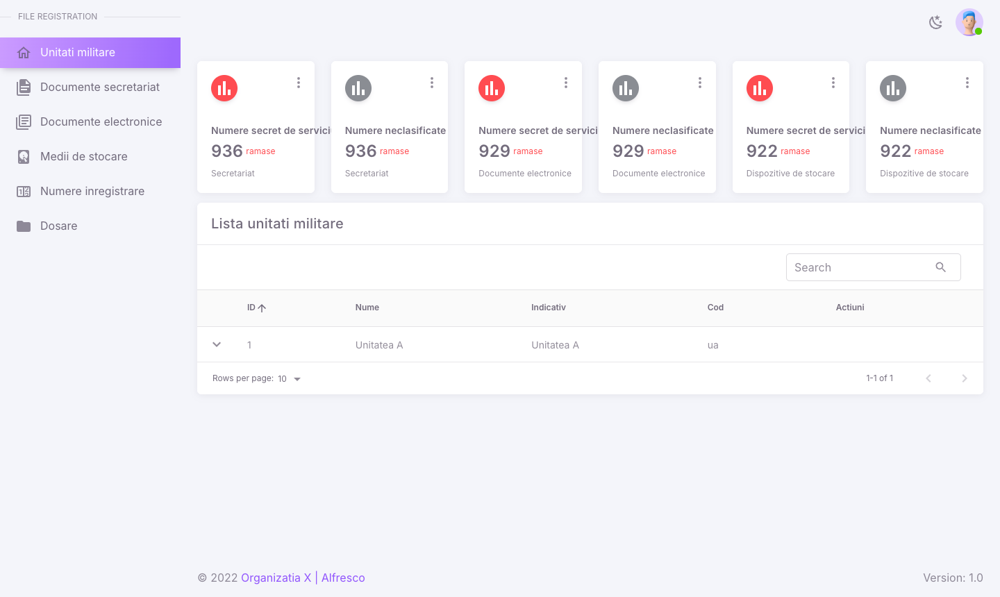 FILE REGISTRATION
Unitati militare
Documente secretariat
Documente electronice
Medii de stocare
Numere inregistrare
Dosare
Numere secret de servici
936 ramase
Secretariat
Numere neclasificate
936 ramase
Secretariat
Numere secret de servici
929 ramase
Documente electronice
Numere neclasificate
929 ramase
Documente electronice
Numere secret de servici
922 ramase
Dispozitive de stocare
Numere neclasificate
922 ramase
Dispozitive de stocare
Lista unitati militare
Search
ID Nume Indicativ Cod Actiuni
1 Unitatea A Unitatea A ua
Rows per page: 10 1-1 of 1
© 2022 Organizatia X | Alfresco Version: 1.0